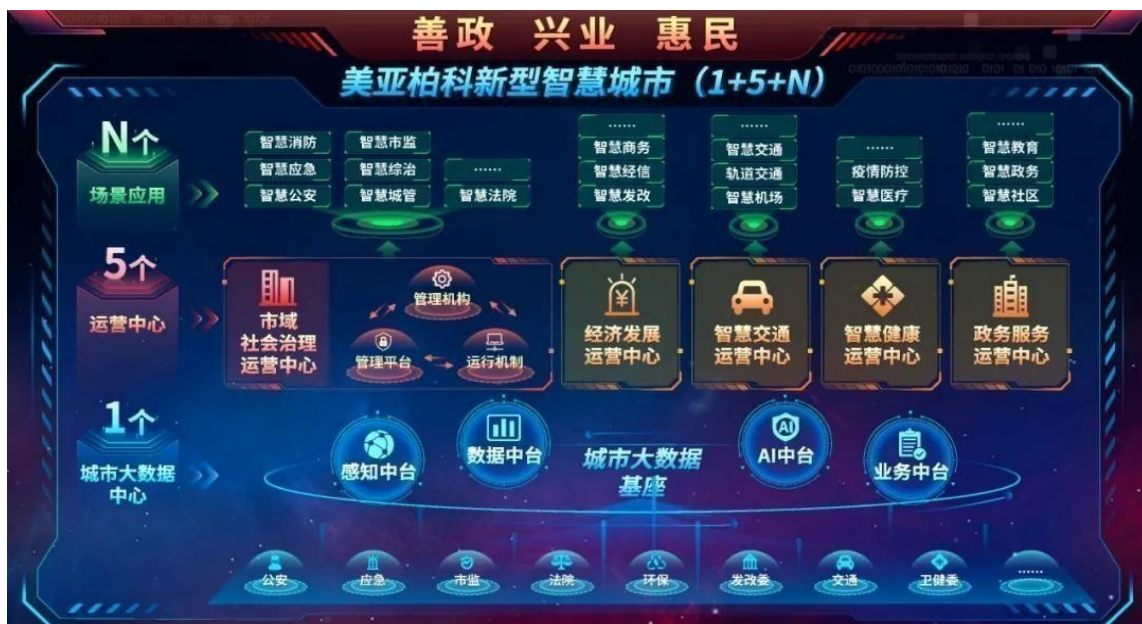 善政 兴业 惠民
美亚柏科新型智慧城市（1+5+N）
N个
场景应用
智慧消防
智慧应急
智慧公安
智慧市监
智慧综治
智慧城管
……
智慧法院
……
智慧商务
智慧经信
智慧发改
……
智慧交通
轨道交通
智慧机场
……
疫情防控
智慧医疗
……
智慧教育
智慧政务
智慧社区
5个
运营中心
市域
社会治理
运营中心
管理机构
管理平台
运行机制
经济发展
运营中心
智慧交通
运营中心
智慧健康
运营中心
政务服务
运营中心
1个
城市大数据
中心
感知中台
数据中台
城市大数据
基座
AI
AI中台
业务中台
公安
应急
市监
法院
环保
发改委
交通
卫健委
……